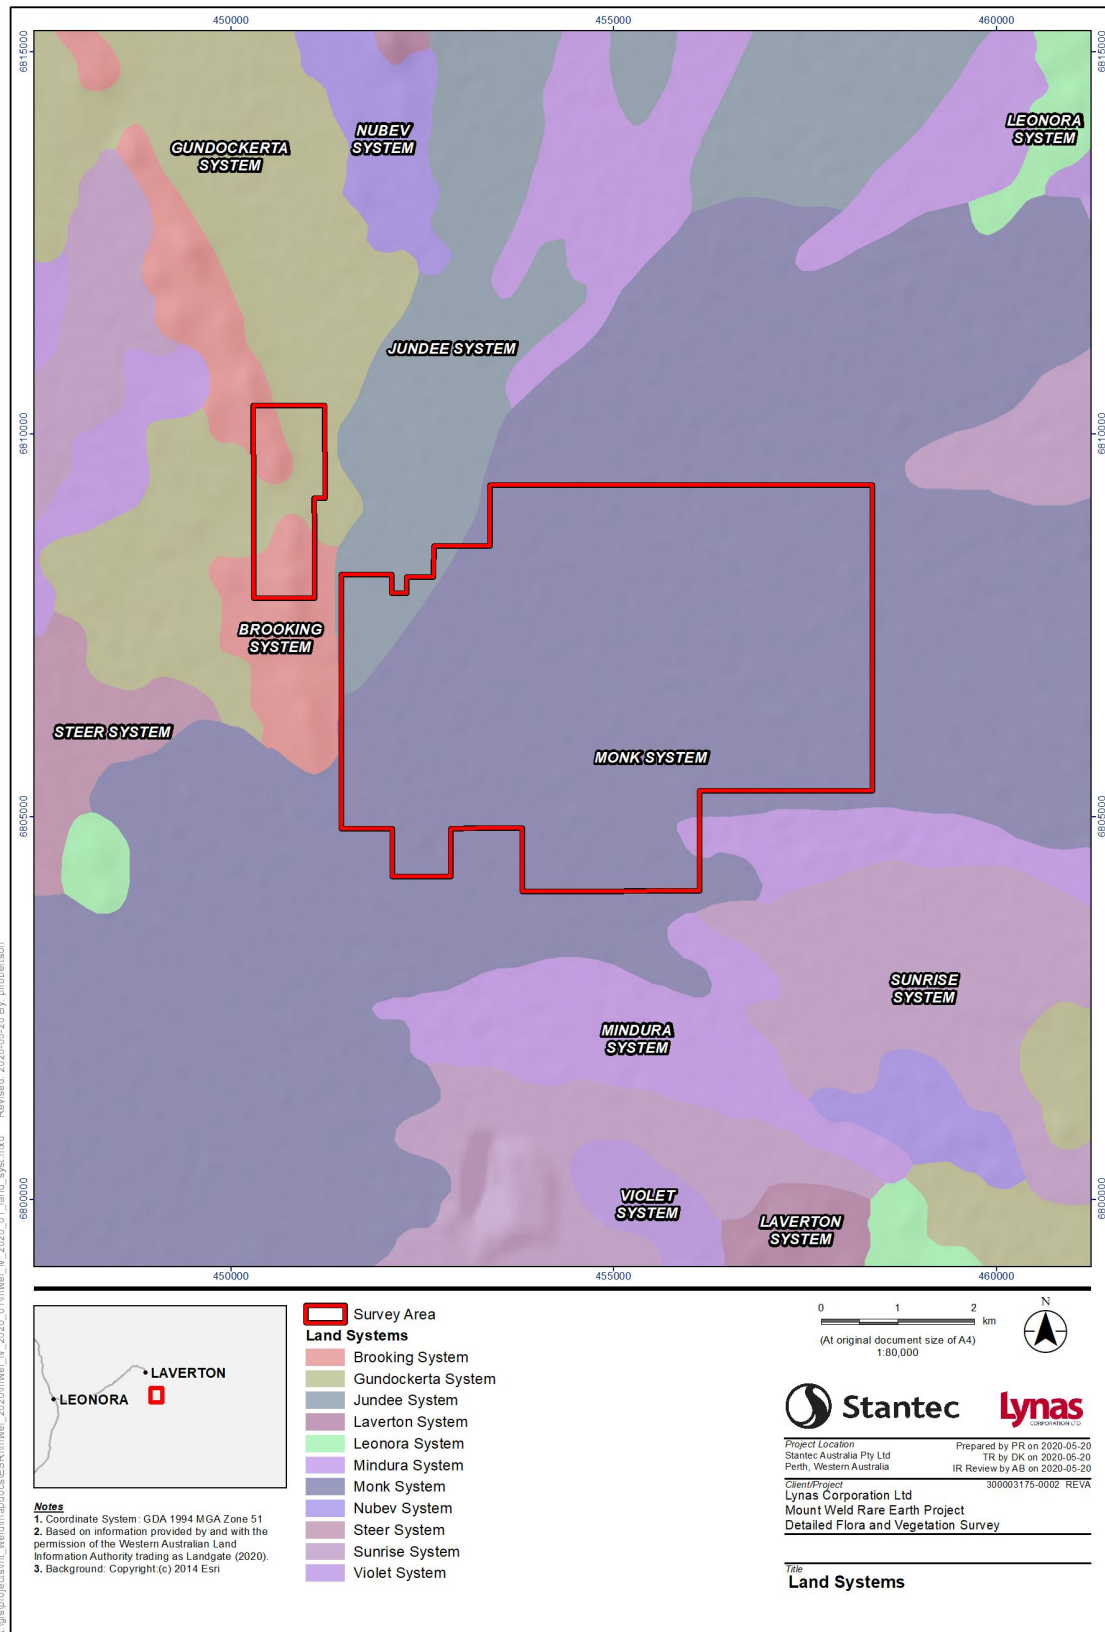 450000
455000
460000
6815000
6815000
LEONORA
SYSTEM
NUBEV
SYSTEM
GUNDOCKERTA
SYSTEM
JUNDEE SYSTEM
6810000
6810000
BROOKING
SYSTEM
STEER SYSTEM
MONK SYSTEM
6805000
6805000
SUNRISE
SYSTEM
MINDURA
SYSTEM
VIOLET
SYSTEM
LAVERTON
SYSTEM
6800000
6800000
450000
455000
460000
LAVERTON
LEONORA
Notes
1. Coordinate System: GDA 1994 MGA Zone 51
2. Based on information provided by and with the
permission of the Western Australian Land
Information Authority trading as Landgate (2020).
3. Background: Copyright:(c) 2014 Esri
Survey Area
Land Systems
Brooking System
Gundockerta System
Jundee System
Laverton System
Leonora System
Mindura System
Monk System
Nubev System
Steer System
Sunrise System
Violet System
0 1 2
km
(At original document size of A4)
1:80,000
N
Stantec
Lynas
CORPORATION LTD
Project Location
Stantec Australia Pty Ltd
Perth, Western Australia
Prepared by PR on 2020-05-20
TR by DK on 2020-05-20
IR Review by AB on 2020-05-20
Client/Project
300003175-0002 REVA
Lynas Corporation Ltd
Mount Weld Rare Earth Project
Detailed Flora and Vegetation Survey
Title
Land Systems